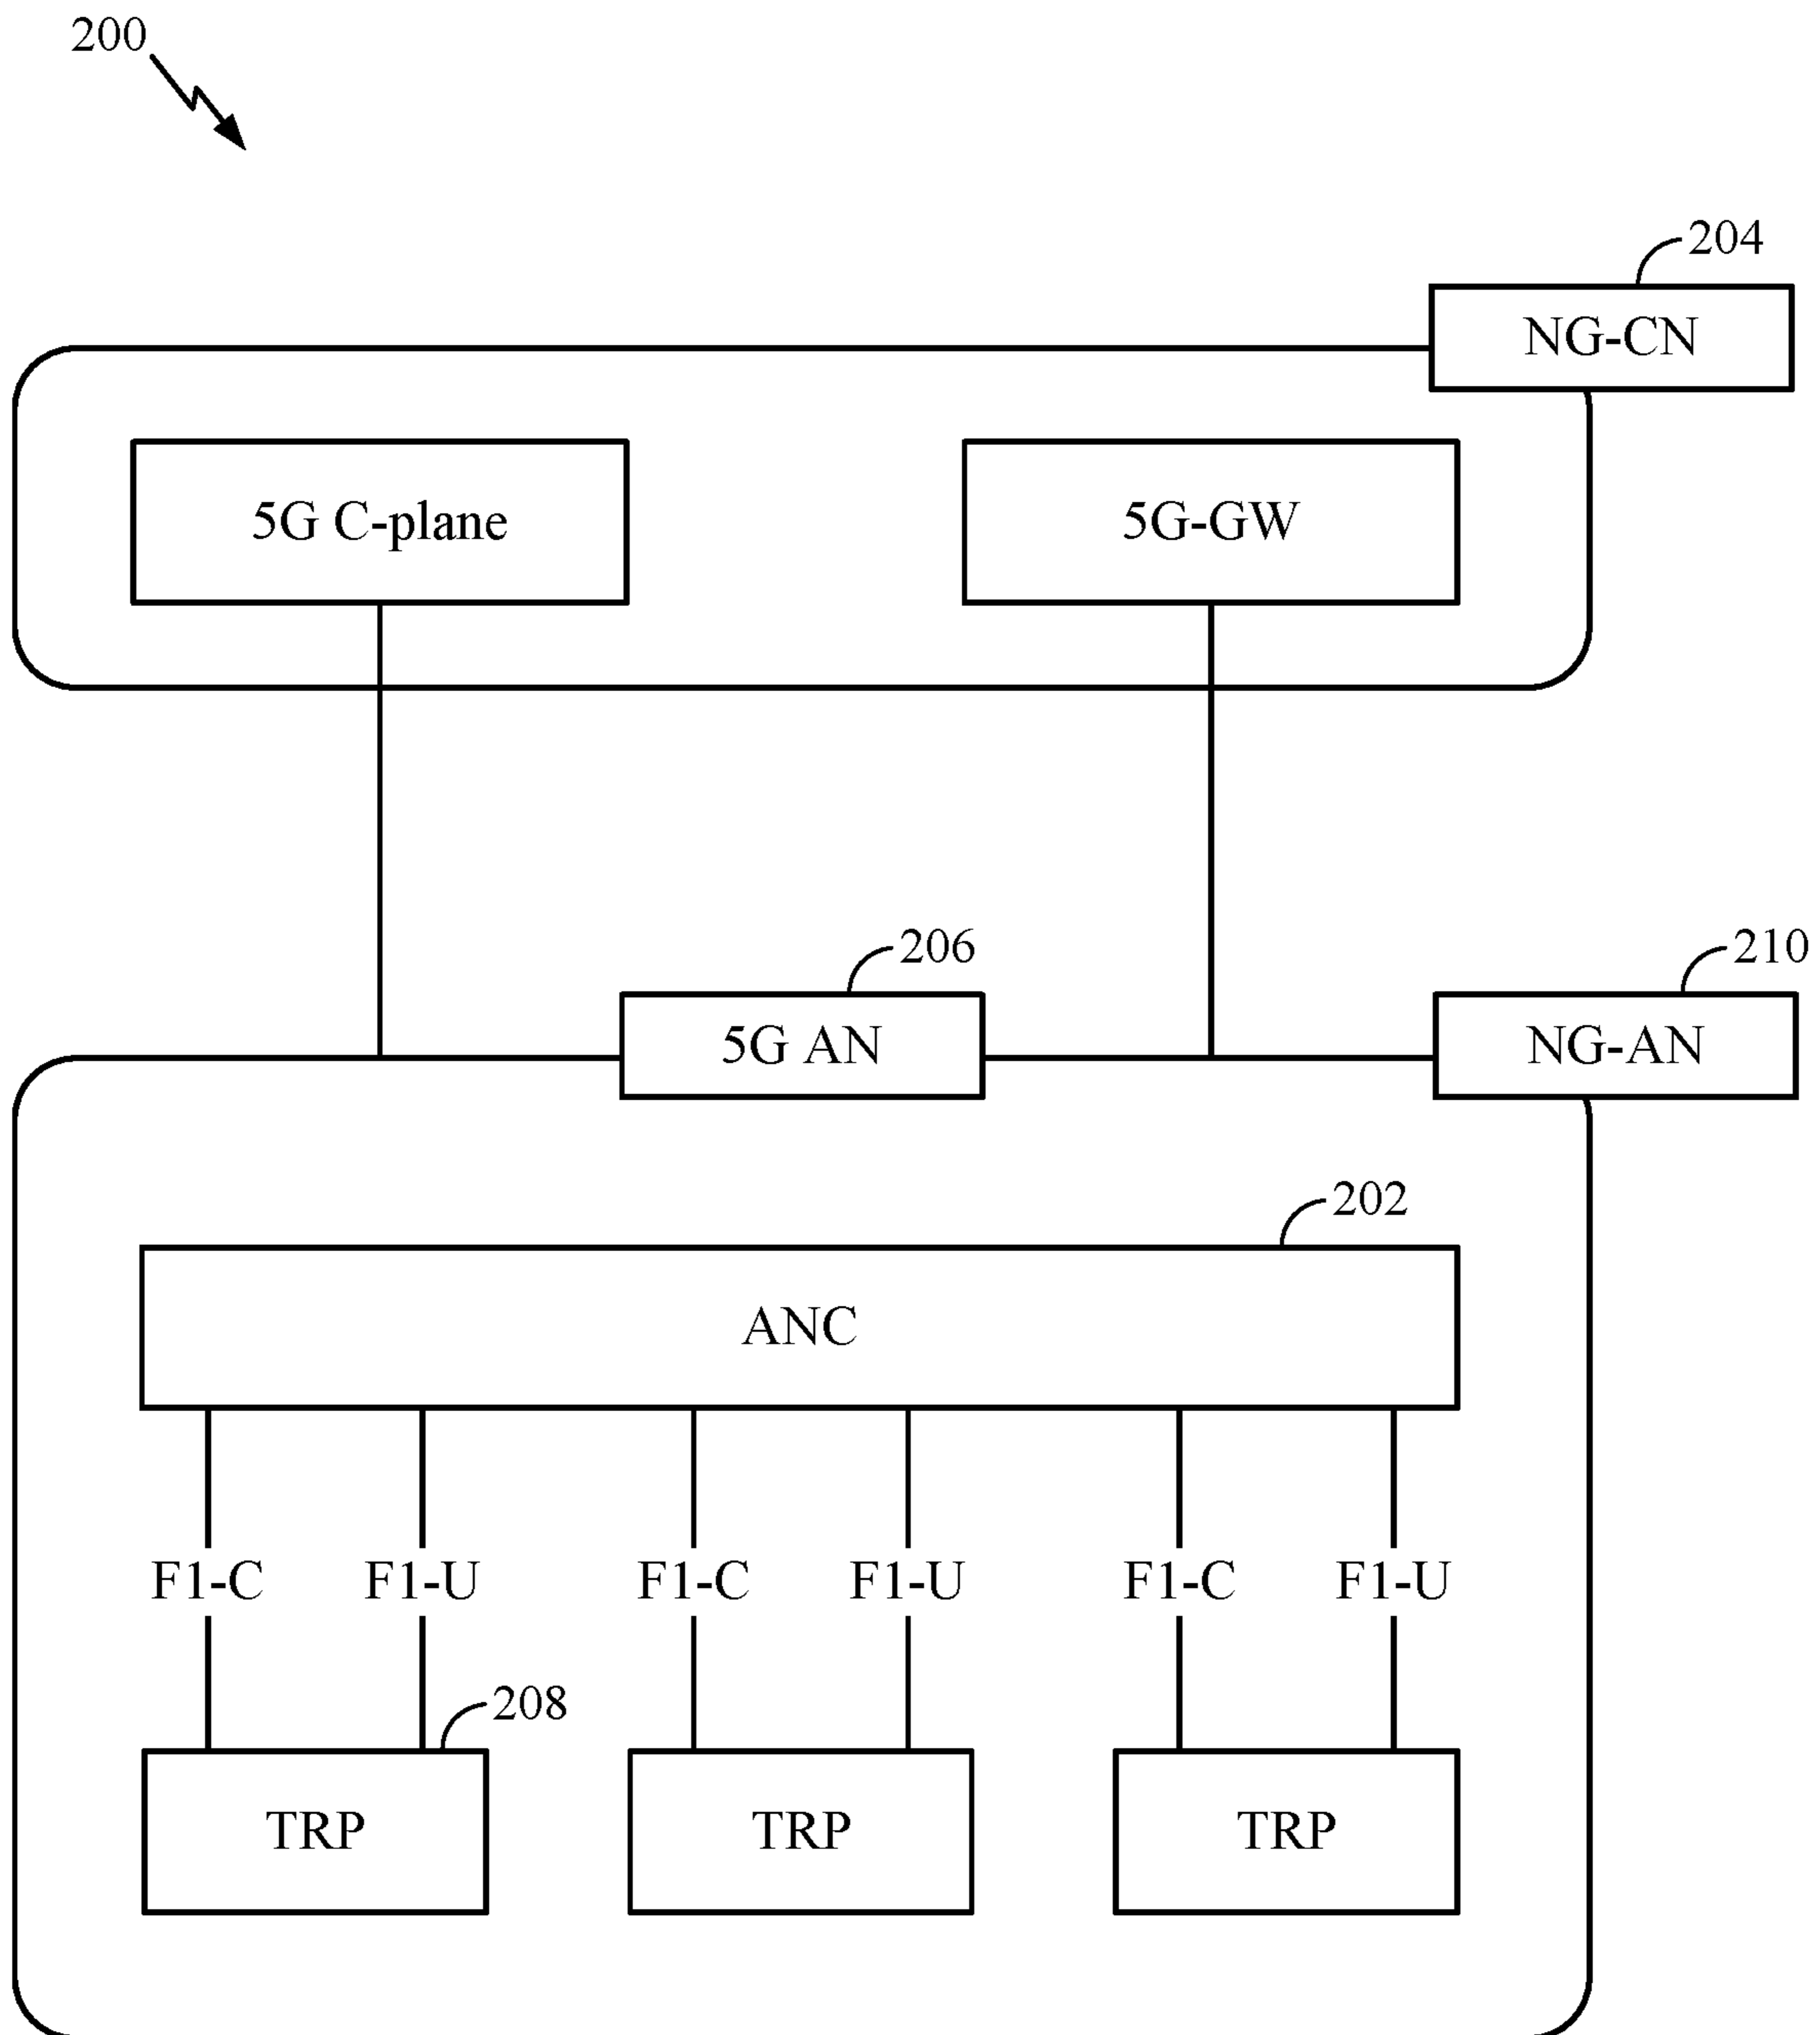 200
204
NG-CN
5G C-plane
5G-GW
206
210
5G AN
NG-AN
202
ANC
F1-C
F1-U
F1-C
F1-U
F1-C
F1-U
208
TRP
TRP
TRP